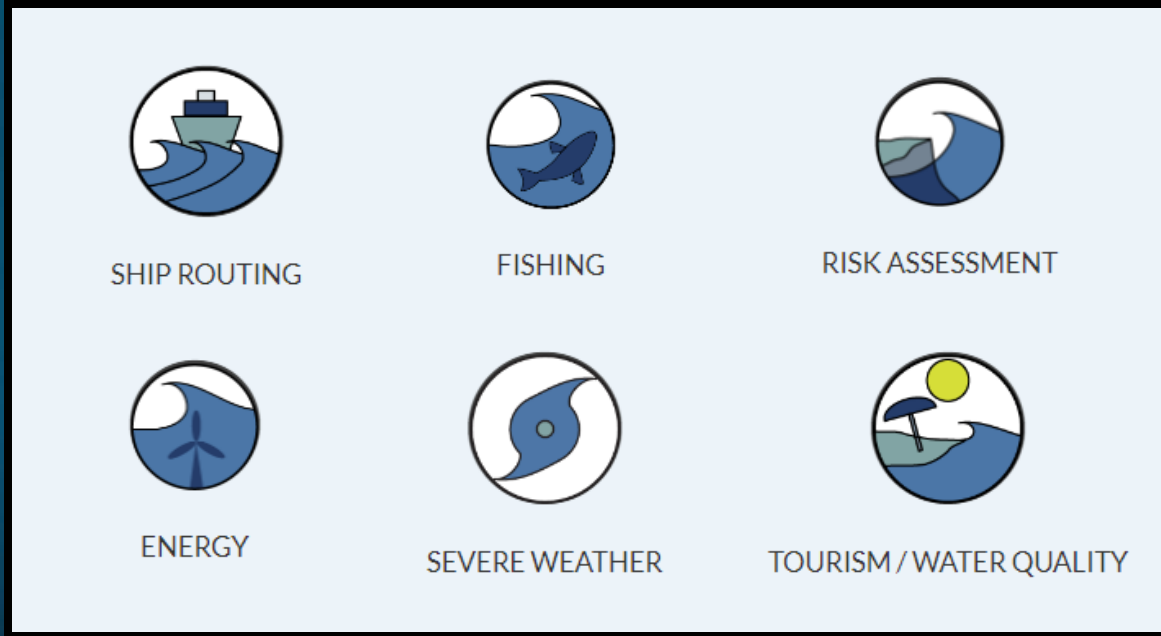 SHIP ROUTING
FISHING
RISK ASSESSMENT
ENERGY
SEVERE WEATHER
TOURISM / WATER QUALITY